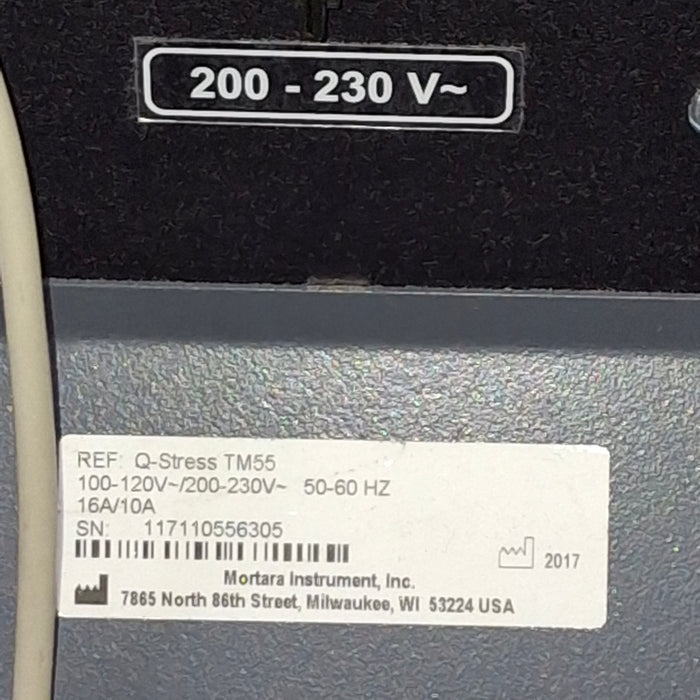 200 - 230 V~
REF: Q-Stress TM55
100-120V~/200-230V~ 50-60 HZ
16A/10A
SN: 117110556305
2017
Mortara Instrument, Inc.
7865 North 86th Street, Milwaukee, WI 53224 USA